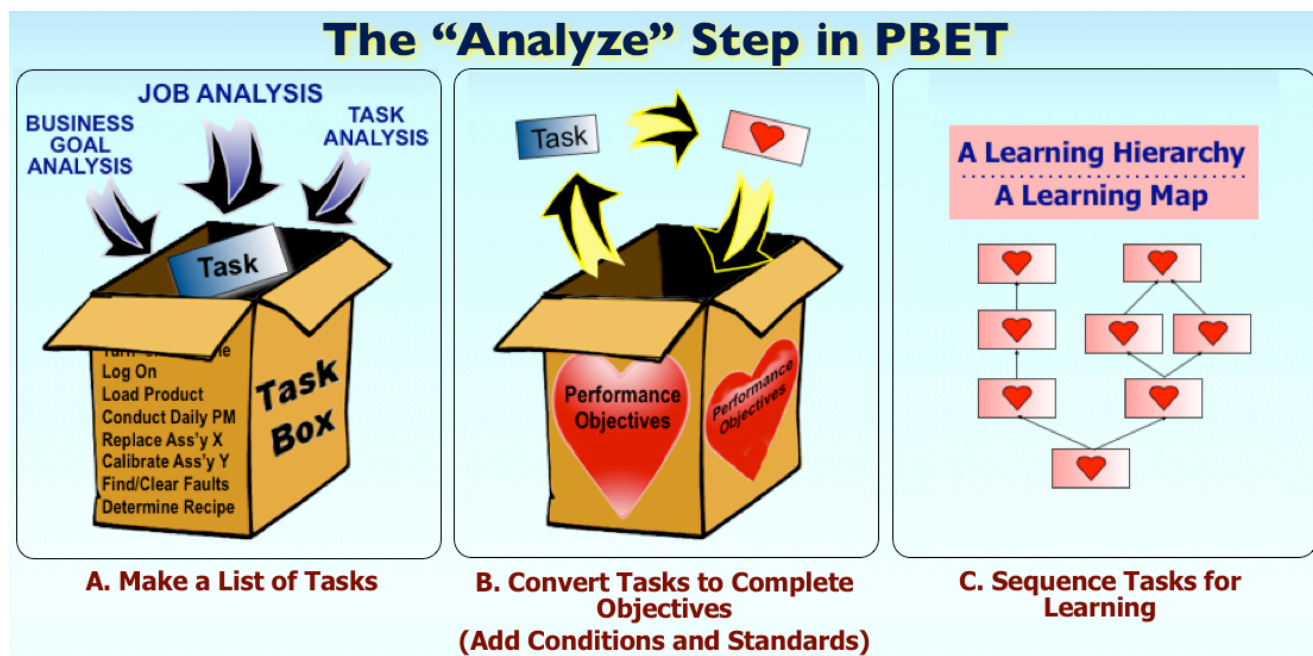 The “Analyze” Step in PBET
JOB ANALYSIS
BUSINESS
GOAL
ANALYSIS
TASK
ANALYSIS
Task
Log On
Load Product
Conduct Daily PM
Replace Ass'y X
Calibrate Ass'y Y
Find/Clear Faults
Determine Recipe
Task
Box
A. Make a List of Tasks
Task
Performance
Objectives
Performance
Objectives
B. Convert Tasks to Complete
Objectives
(Add Conditions and Standards)
A Learning Hierarchy
A Learning Map
C. Sequence Tasks for
Learning